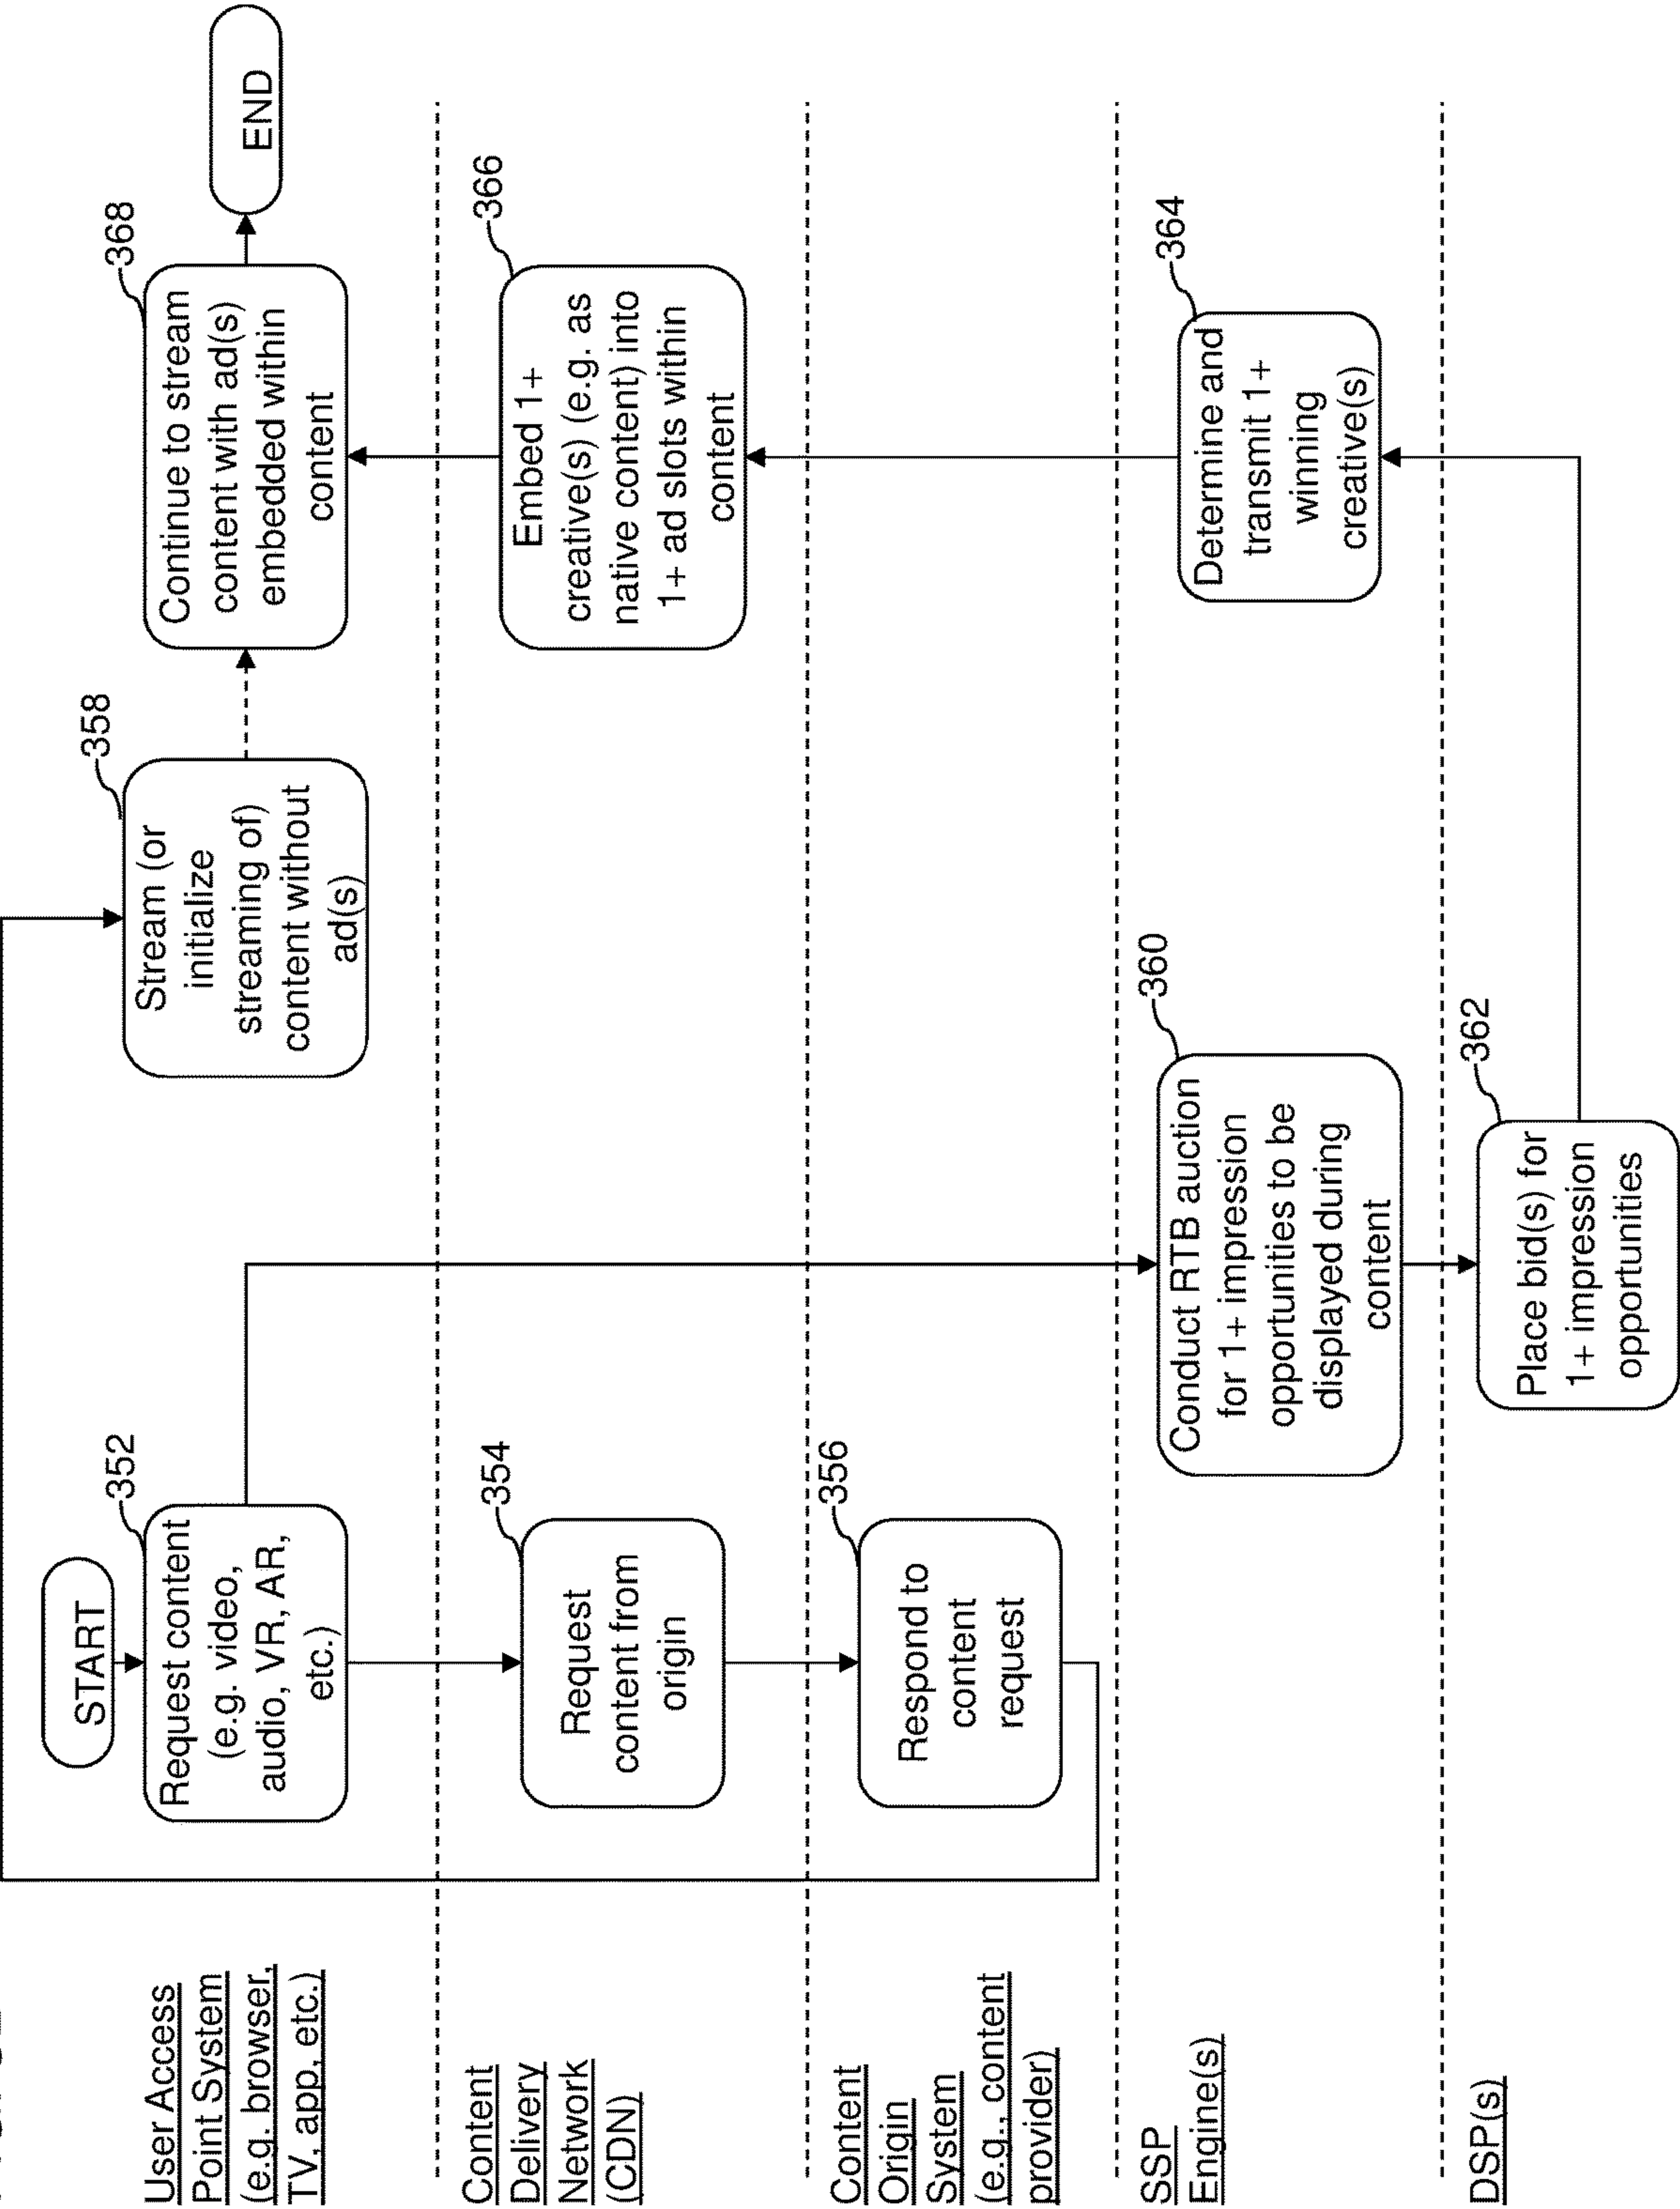 START
352
Request content
(e.g. video,
audio, VR, AR,
etc.)
358
Stream (or
initialize
streaming of)
content without
ad(s)
368
Continue to stream
content with ad(s)
embedded within
content
END
User Access
Point System
(e.g. browser,
TV, app, etc.)
354
Request
content from
origin
366
Embed 1+
creative(s) (e.g. as
native content) into
1+ ad slots within
content
Content
Delivery
Network
(CDN)
356
Respond to
content
request
Content
Origin
System
(e.g., content
provider)
360
Conduct RTB auction
for 1+ impression
opportunities to be
displayed during
content
364
Determine and
transmit 1+
winning
creative(s)
SSP
Engine(s)
362
Place bid(s) for
1+ impression
opportunities
DSP(s)